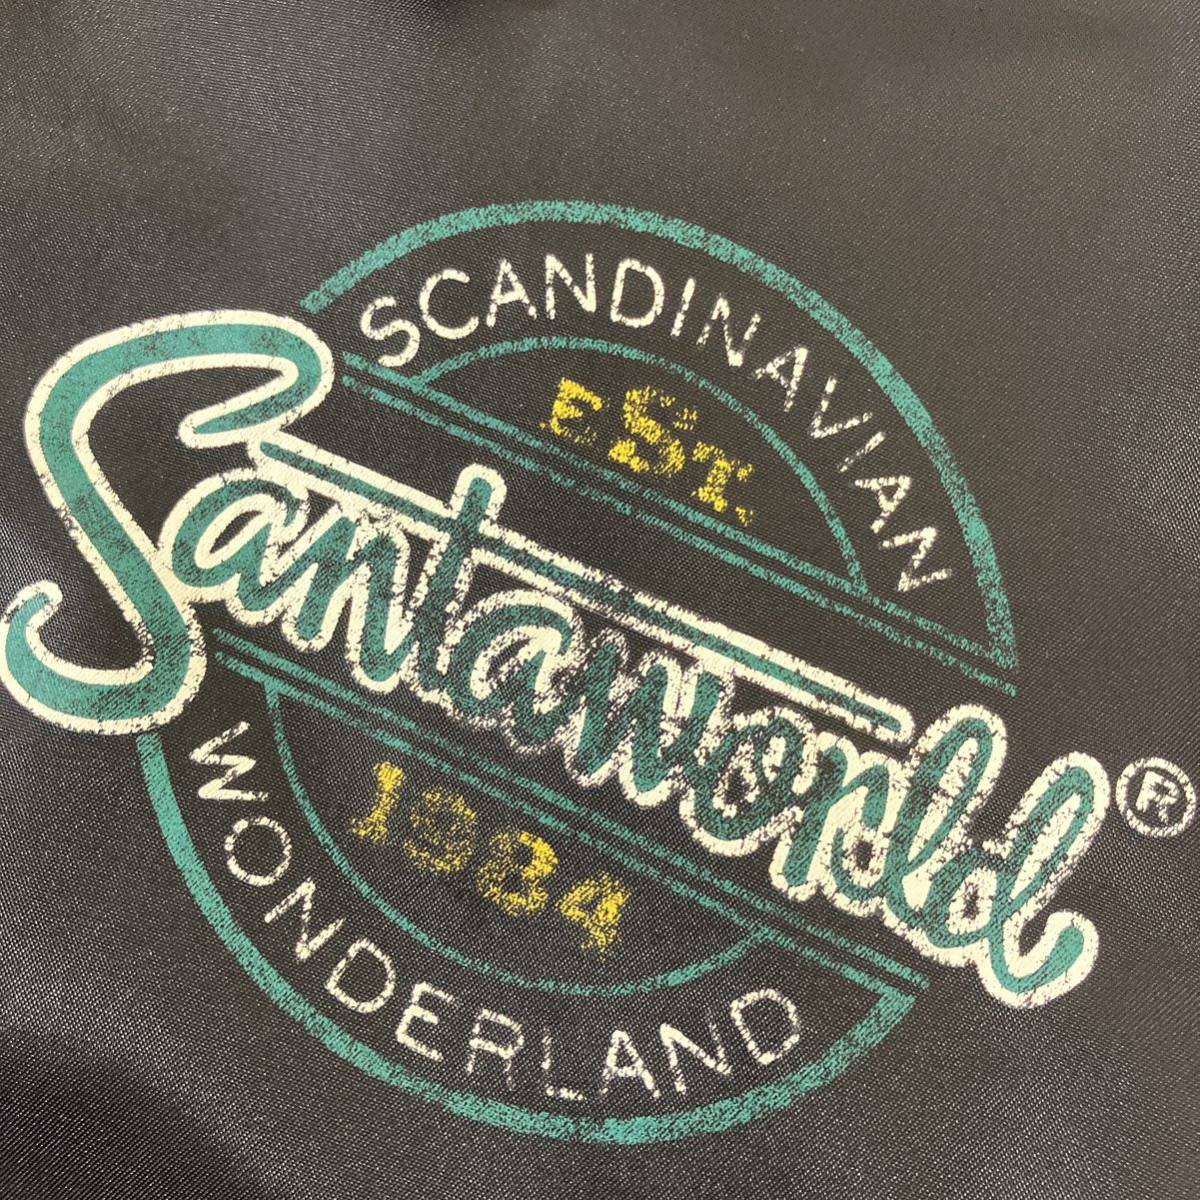 SCANDINAVIAN
EST.
Santaworld®
1984
WONDERLAND